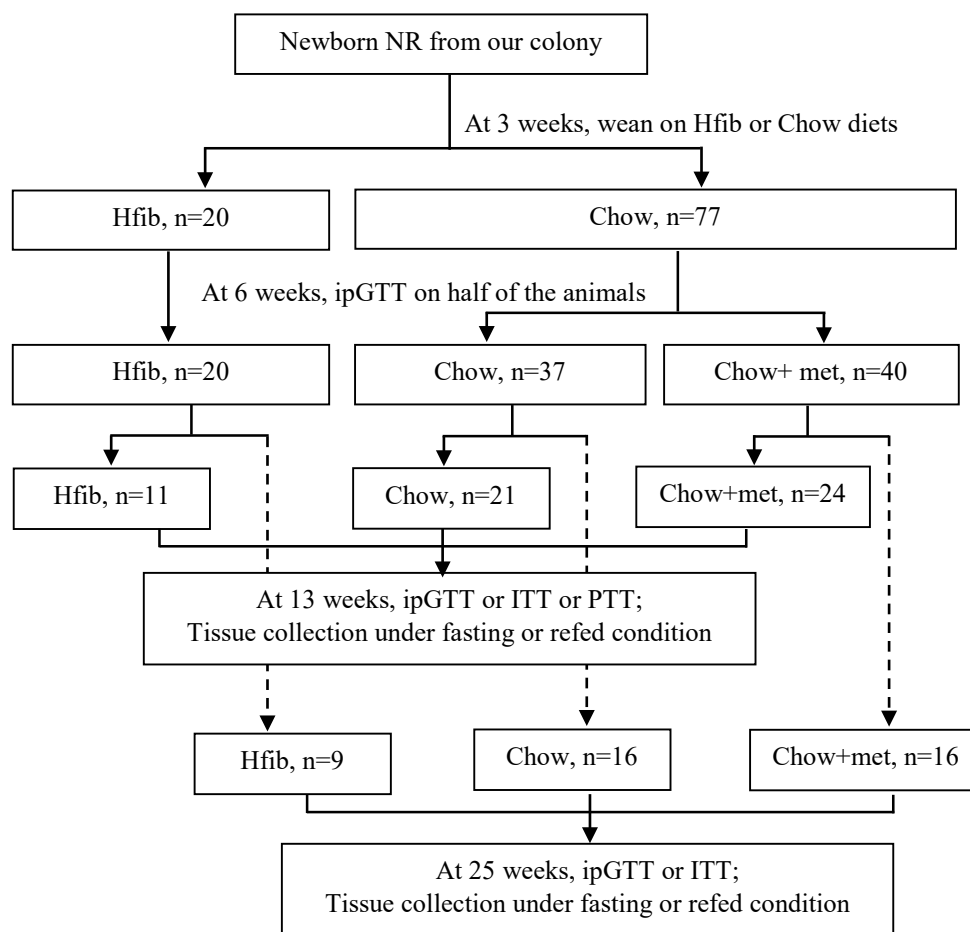 Newborn NR from our colony
At 3 weeks, wean on Hfib or Chow diets
Hfib, n=20
Chow, n=77
At 6 weeks, ipGTT on half of the animals
Hfib, n=20
Chow, n=37
Chow+ met, n=40
Hfib, n=11
Chow, n=21
Chow+met, n=24
At 13 weeks, ipGTT or ITT or PTT;
Tissue collection under fasting or refed condition
Hfib, n=9
Chow, n=16
Chow+met, n=16
At 25 weeks, ipGTT or ITT;
Tissue collection under fasting or refed condition